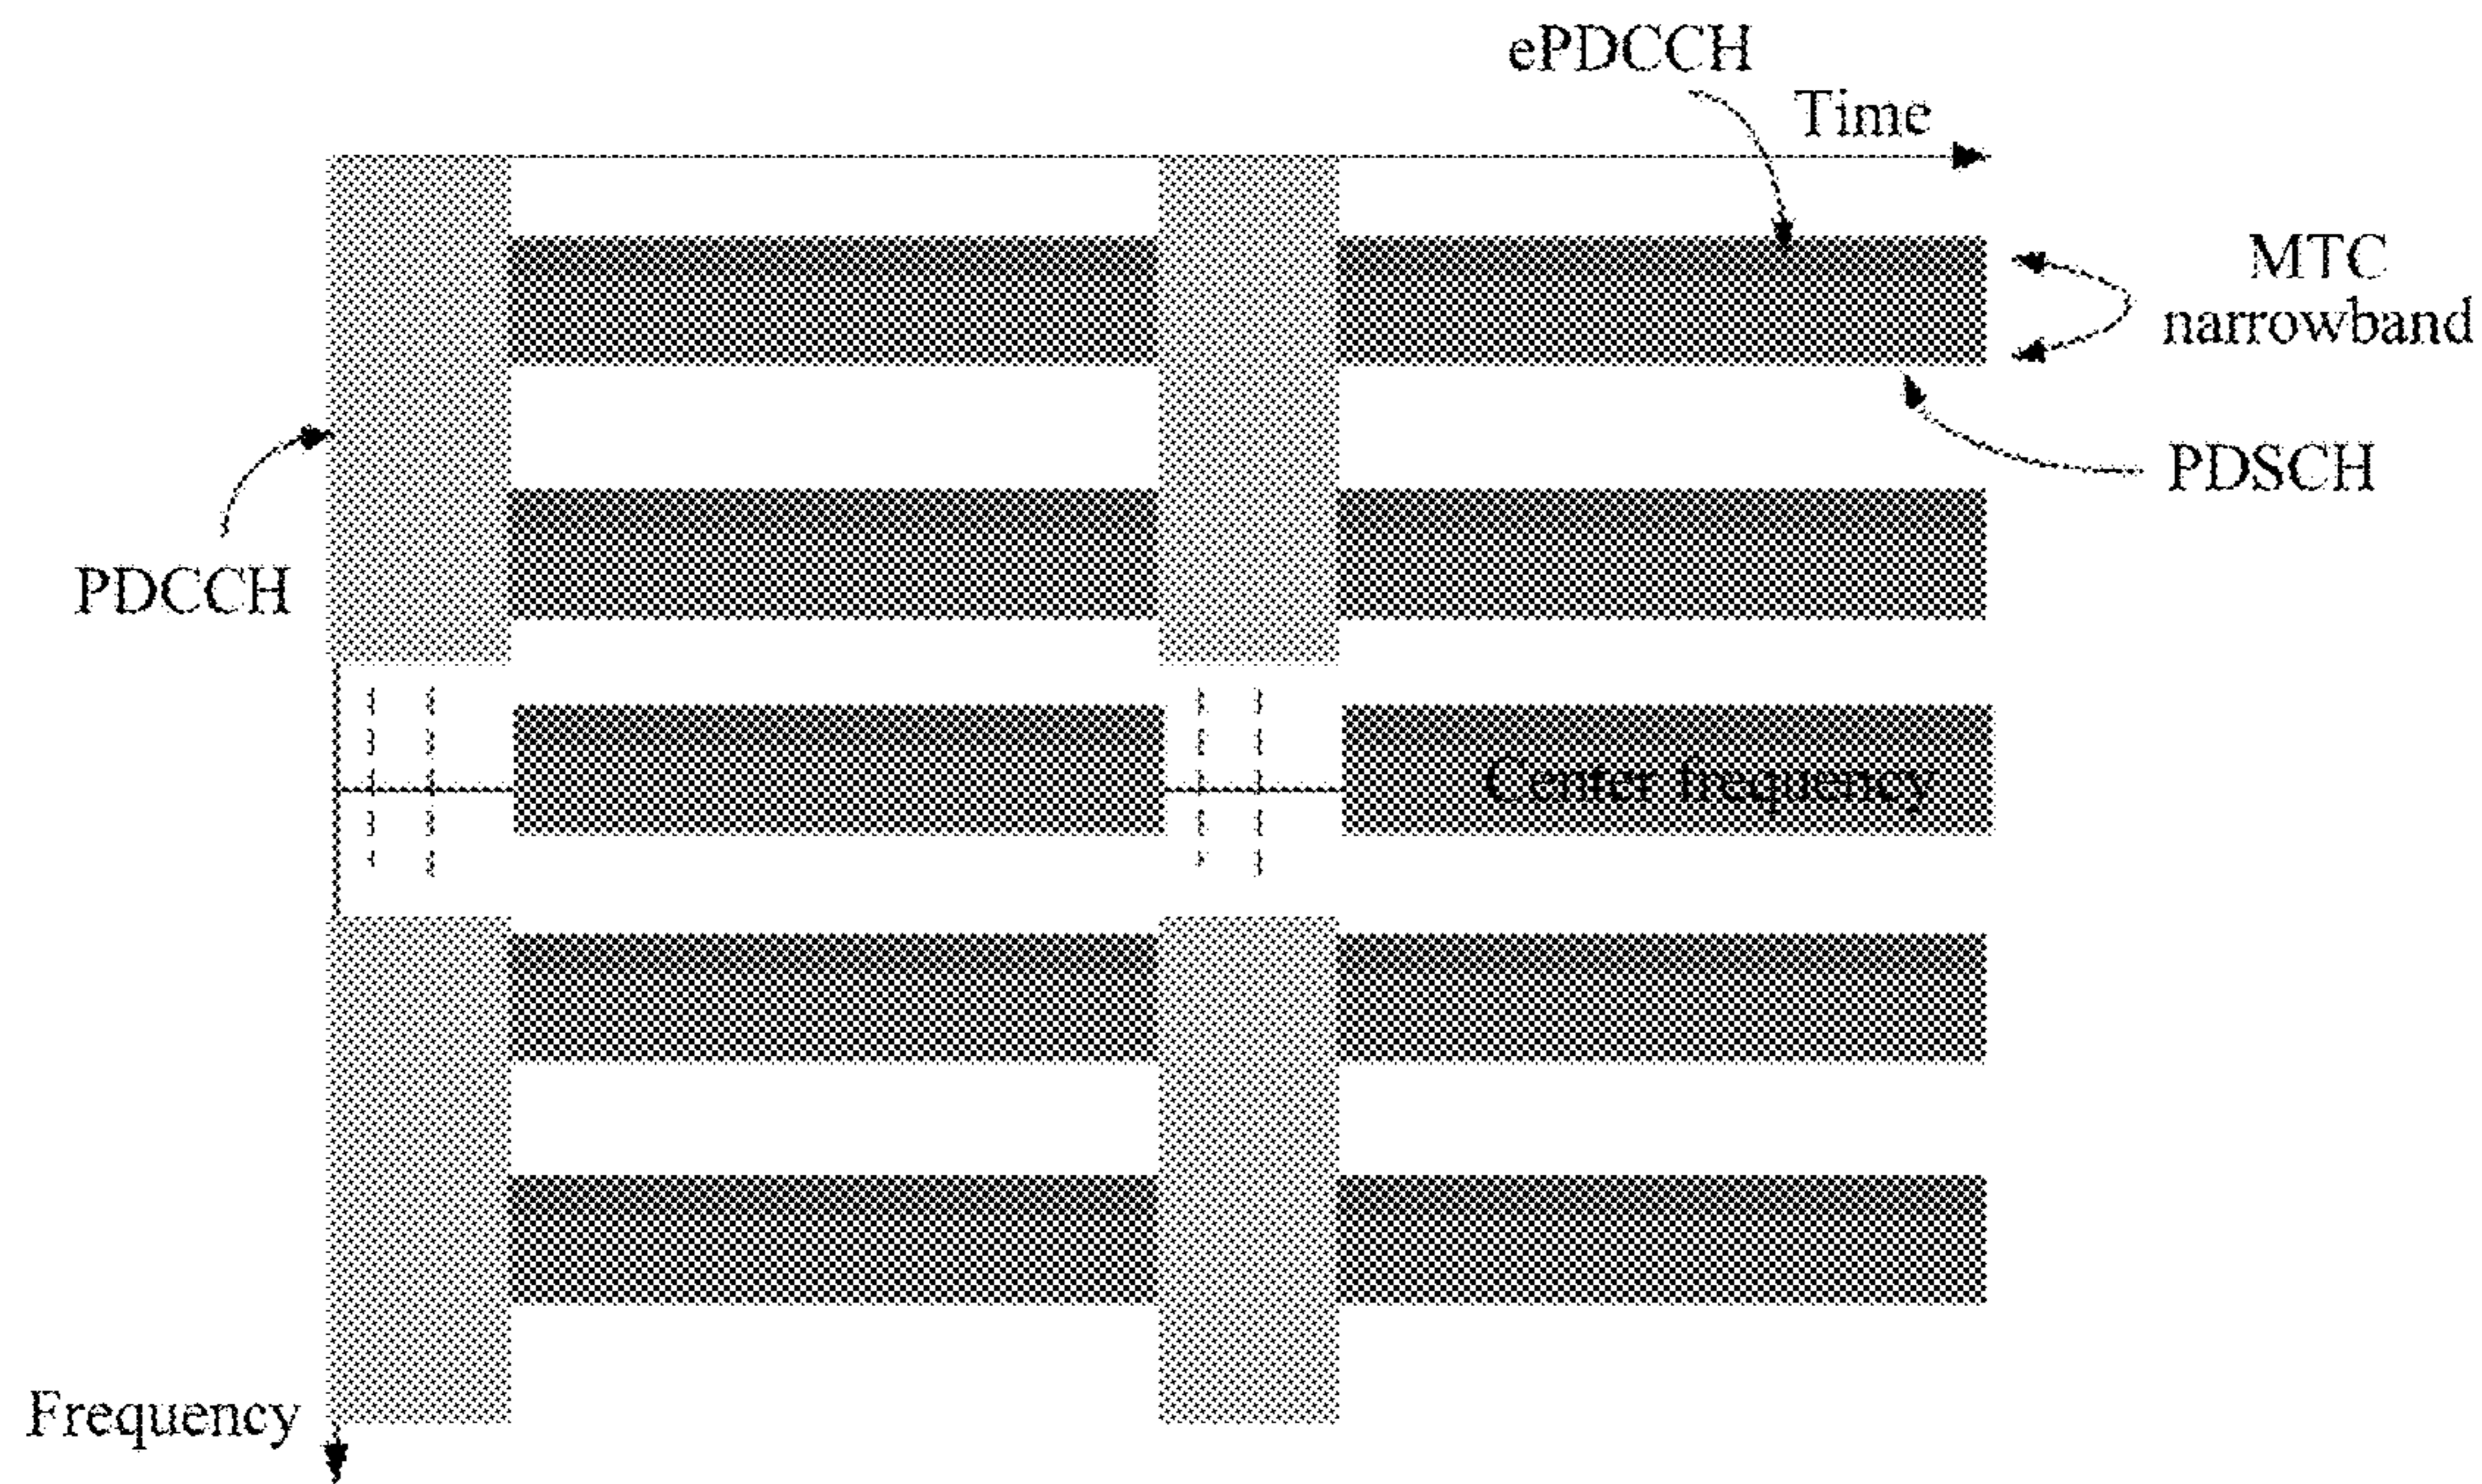 ePDCCH
Time
MTC
narrowband
PDSCH
PDCCH
Center frequency
Frequency